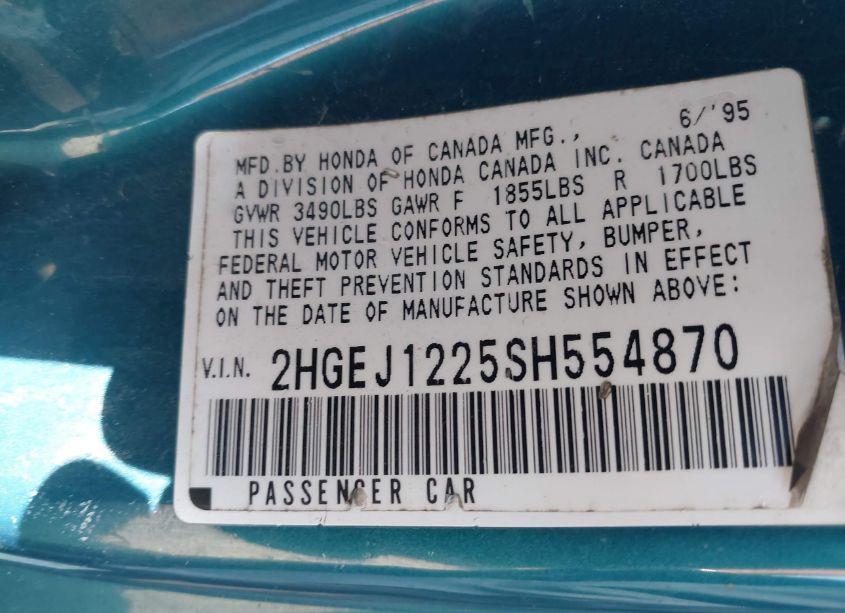 6/'95
MFD.BY HONDA OF CANADA MFG.,
A DIVISION OF HONDA CANADA INC. CANADA
GVWR 3490LBS GAWR F 1855LBS R 1700LBS
THIS VEHICLE CONFORMS TO ALL APPLICABLE
FEDERAL MOTOR VEHICLE SAFETY, BUMPER,
AND THEFT PREVENTION STANDARDS IN EFFECT
ON THE DATE OF MANUFACTURE SHOWN ABOVE:
V.I.N. 2HGEJ1225SH554870
PASSENGER CAR